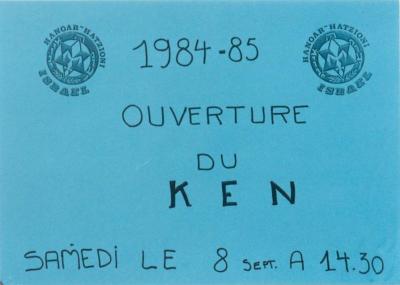 HANOAR HATZIONI
ISRAEL
HANOAR HATZIONI
ISRAEL
1984-85
OUVERTURE
DU
KEN
SAMEDI LE 8 SEPT. A 14.30